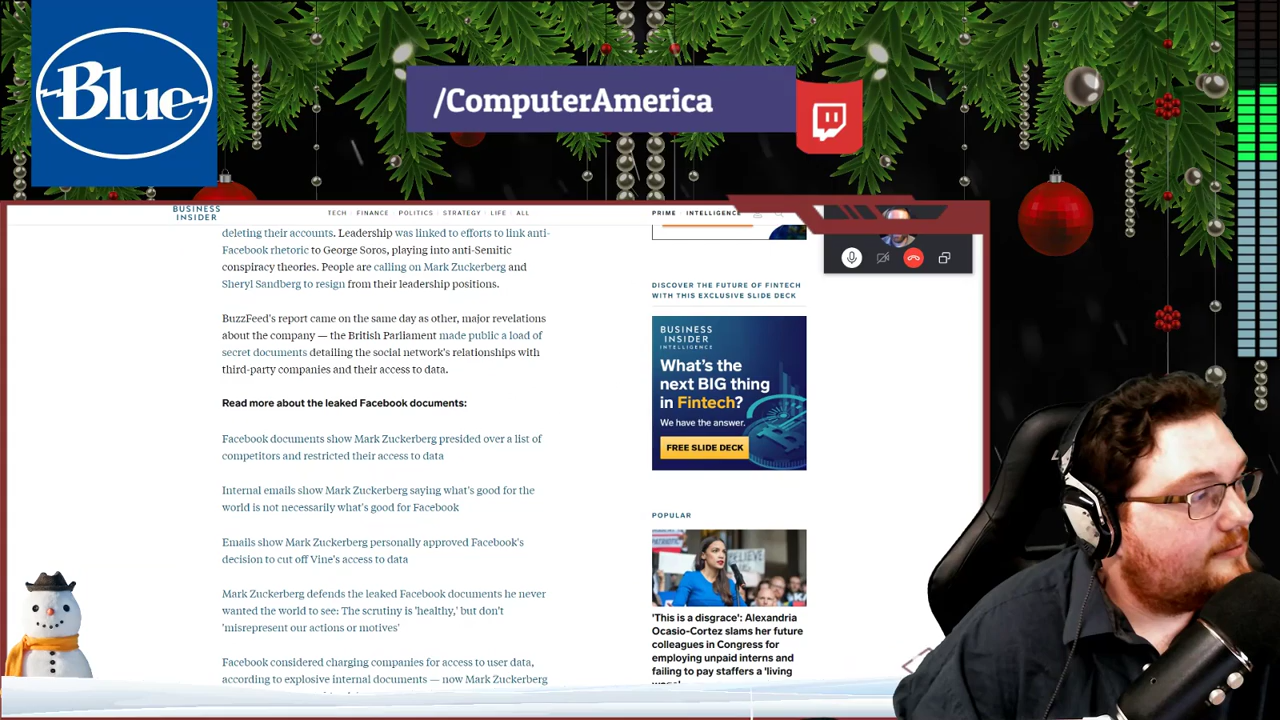 Blue
/ComputerAmerica
BUSINESS
INSIDER
TECH FINANCE POLITICS STRATEGY LIFE ALL
PRIME INTELLIGENCE
deleting their accounts. Leadership was linked to efforts to link anti-
Facebook rhetoric to George Soros, playing into anti-Semitic
conspiracy theories. People are calling on Mark Zuckerberg and
Sheryl Sandberg to resign from their leadership positions.
BuzzFeed's report came on the same day as other, major revelations
about the company — the British Parliament made public a load of
secret documents detailing the social network's relationships with
third-party companies and their access to data.
Read more about the leaked Facebook documents:
Facebook documents show Mark Zuckerberg presided over a list of
competitors and restricted their access to data
Internal emails show Mark Zuckerberg saying what's good for the
world is not necessarily what's good for Facebook
Emails show Mark Zuckerberg personally approved Facebook's
decision to cut off Vine's access to data
Mark Zuckerberg defends the leaked Facebook documents he never
wanted the world to see: The scrutiny is 'healthy,' but don't
'misrepresent our actions or motives'
Facebook considered charging companies for access to user data,
according to explosive internal documents — now Mark Zuckerberg
DISCOVER THE FUTURE OF FINTECH
WITH THIS EXCLUSIVE SLIDE DECK
BUSINESS
INSIDER
INTELLIGENCE
What's the
next BIG thing
in Fintech?
We have the answer.
FREE SLIDE DECK
POPULAR
BELIEVE
'This is a disgrace': Alexandria
Ocasio-Cortez slams her future
colleagues in Congress for
employing unpaid interns and
failing to pay staffers a 'living